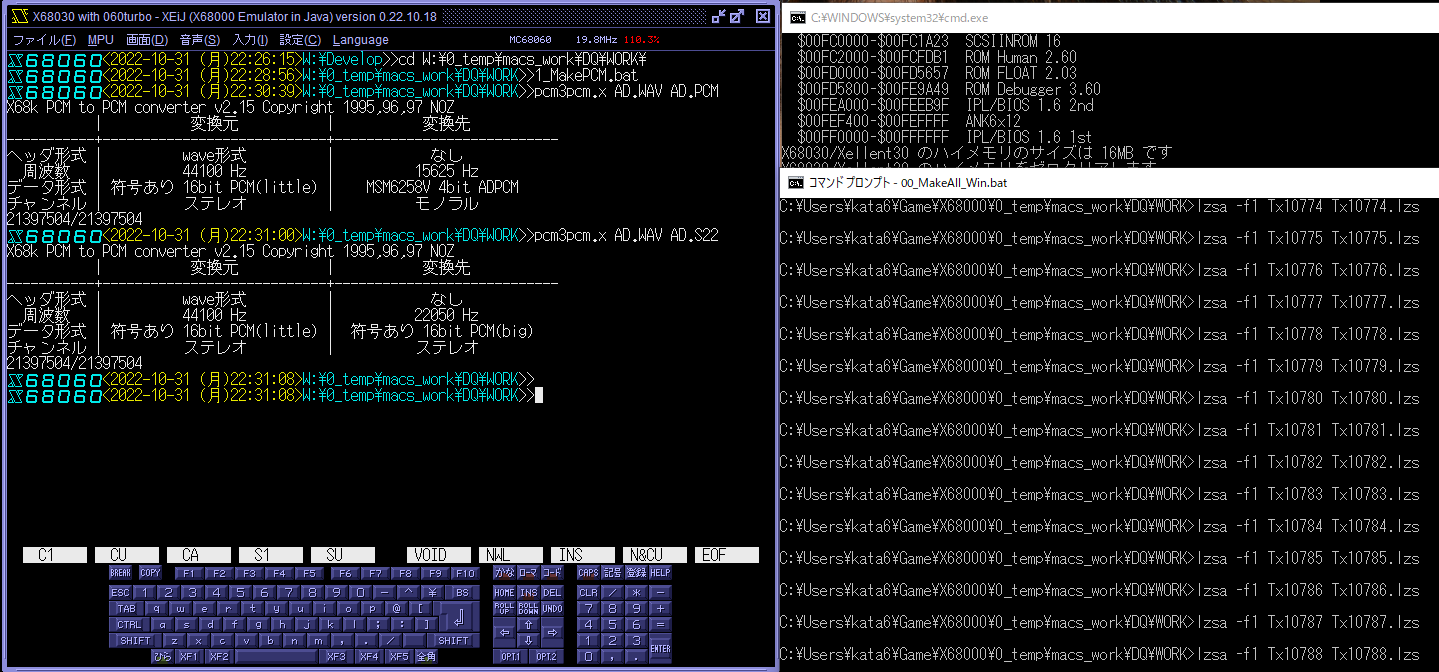 X68030 with 060turbo - XEiJ (X68000 Emulator in Java) version 0.22.10.18
ファイル(F) MPU 画面(D) 音声(S) 入力(I) 設定(C) Language MC68060 19.8MHz 110.3%
X68060<2022-10-31 (月)22:26:15>W:¥Develop>>cd W:¥0_temp¥macs_work¥DQ¥WORK¥
X68060<2022-10-31 (月)22:28:56>W:¥0_temp¥macs_work¥DQ¥WORK>>1_MakePCM.bat
X68060<2022-10-31 (月)22:30:39>W:¥0_temp¥macs_work¥DQ¥WORK>>pcm3pcm.x AD.WAV AD.PCM
X68k PCM to PCM converter v2.15 Copyright 1995,96,97 NOZ
| 変換元 | 変換先
ヘッダ形式 | wave形式 | なし
周波数 | 44100 Hz | 15625 Hz
データ形式 | 符号あり 16bit PCM(little) | MSM6258V 4bit ADPCM
チャンネル | ステレオ | モノラル
21397504/21397504
X68060<2022-10-31 (月)22:31:00>W:¥0_temp¥macs_work¥DQ¥WORK>>pcm3pcm.x AD.WAV AD.S22
X68k PCM to PCM converter v2.15 Copyright 1995,96,97 NOZ
| 変換元 | 変換先
ヘッダ形式 | wave形式 | なし
周波数 | 44100 Hz | 22050 Hz
データ形式 | 符号あり 16bit PCM(little) | 符号あり 16bit PCM(big)
チャンネル | ステレオ | ステレオ
21397504/21397504
X68060<2022-10-31 (月)22:31:08>W:¥0_temp¥macs_work¥DQ¥WORK>>
X68060<2022-10-31 (月)22:31:08>W:¥0_temp¥macs_work¥DQ¥WORK>>
C1 CU CA S1 SU VOID NWL INS N&CU EOF
BREAK COPY F1 F2 F3 F4 F5 F6 F7 F8 F9 F10 かな ローマ コード CAPS 記号 登録 HELP
ESC 1 2 3 4 5 6 7 8 9 0 - ^ ¥ BS HOME INS DEL CLR / * -
TAB q w e r t y u i o p @ [ ROLL UP ROLL DOWN UNDO 7 8 9 +
CTRL a s d f g h j k l ; : ] ← ↑ → 4 5 6 =
SHIFT z x c v b n m , . / SHIFT ↓ 1 2 3 ENTER
ひら XF1 XF2 XF3 XF4 XF5 全角 OPT.1 OPT.2 0 , .
C:¥WINDOWS¥system32¥cmd.exe
$00FC0000-$00FC1A23 SCSIINROM 16
$00FC2000-$00FCFDB1 ROM Human 2.60
$00FD0000-$00FD5657 ROM FLOAT 2.03
$00FD5800-$00FE9A49 ROM Debugger 3.60
$00FEA000-$00FEEB9F IPL/BIOS 1.6 2nd
$00FEF400-$00FEFFFF ANK6×12
$00FF0000-$00FFFFFF IPL/BIOS 1.6 1st
X68030/Xellent30 のハイメモリのサイズは 16MB です
X68030/Xellent30 のハイメモリをゼロクリアします
コマンド プロンプト - 00_MakeAll_Win.bat
C:¥Users¥kata6¥Game¥X68000¥0_temp¥macs_work¥DQ¥WORK>lzsa -f1 Tx10774 Tx10774.lzs
C:¥Users¥kata6¥Game¥X68000¥0_temp¥macs_work¥DQ¥WORK>lzsa -f1 Tx10775 Tx10775.lzs
C:¥Users¥kata6¥Game¥X68000¥0_temp¥macs_work¥DQ¥WORK>lzsa -f1 Tx10776 Tx10776.lzs
C:¥Users¥kata6¥Game¥X68000¥0_temp¥macs_work¥DQ¥WORK>lzsa -f1 Tx10777 Tx10777.lzs
C:¥Users¥kata6¥Game¥X68000¥0_temp¥macs_work¥DQ¥WORK>lzsa -f1 Tx10778 Tx10778.lzs
C:¥Users¥kata6¥Game¥X68000¥0_temp¥macs_work¥DQ¥WORK>lzsa -f1 Tx10779 Tx10779.lzs
C:¥Users¥kata6¥Game¥X68000¥0_temp¥macs_work¥DQ¥WORK>lzsa -f1 Tx10780 Tx10780.lzs
C:¥Users¥kata6¥Game¥X68000¥0_temp¥macs_work¥DQ¥WORK>lzsa -f1 Tx10781 Tx10781.lzs
C:¥Users¥kata6¥Game¥X68000¥0_temp¥macs_work¥DQ¥WORK>lzsa -f1 Tx10782 Tx10782.lzs
C:¥Users¥kata6¥Game¥X68000¥0_temp¥macs_work¥DQ¥WORK>lzsa -f1 Tx10783 Tx10783.lzs
C:¥Users¥kata6¥Game¥X68000¥0_temp¥macs_work¥DQ¥WORK>lzsa -f1 Tx10784 Tx10784.lzs
C:¥Users¥kata6¥Game¥X68000¥0_temp¥macs_work¥DQ¥WORK>lzsa -f1 Tx10785 Tx10785.lzs
C:¥Users¥kata6¥Game¥X68000¥0_temp¥macs_work¥DQ¥WORK>lzsa -f1 Tx10786 Tx10786.lzs
C:¥Users¥kata6¥Game¥X68000¥0_temp¥macs_work¥DQ¥WORK>lzsa -f1 Tx10787 Tx10787.lzs
C:¥Users¥kata6¥Game¥X68000¥0_temp¥macs_work¥DQ¥WORK>lzsa -f1 Tx10788 Tx10788.lzs